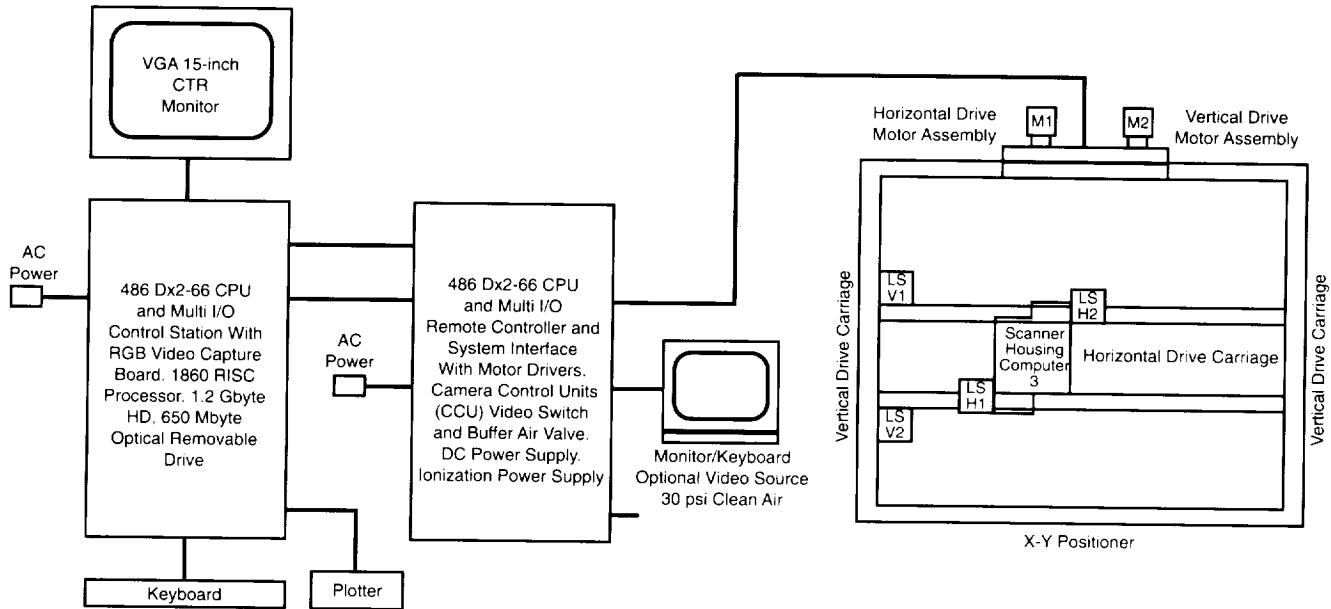 VGA 15-inch
CTR
Monitor
AC
Power
486 Dx2-66 CPU
and Multi I/O
Control Station With
RGB Video Capture
Board. 1860 RISC
Processor. 1.2 Gbyte
HD, 650 Mbyte
Optical Removable
Drive
Keyboard
Plotter
AC
Power
486 Dx2-66 CPU
and Multi I/O
Remote Controller and
System Interface
With Motor Drivers.
Camera Control Units
(CCU) Video Switch
and Buffer Air Valve.
DC Power Supply.
Ionization Power Supply
Monitor/Keyboard
Optional Video Source
30 psi Clean Air
Horizontal Drive
Motor Assembly
M1
M2
Vertical Drive
Motor Assembly
Vertical Drive Carriage
LS
V1
LS
H2
Scanner
Housing
Computer
3
Horizontal Drive Carriage
LS
H1
LS
V2
Vertical Drive Carriage
X-Y Positioner